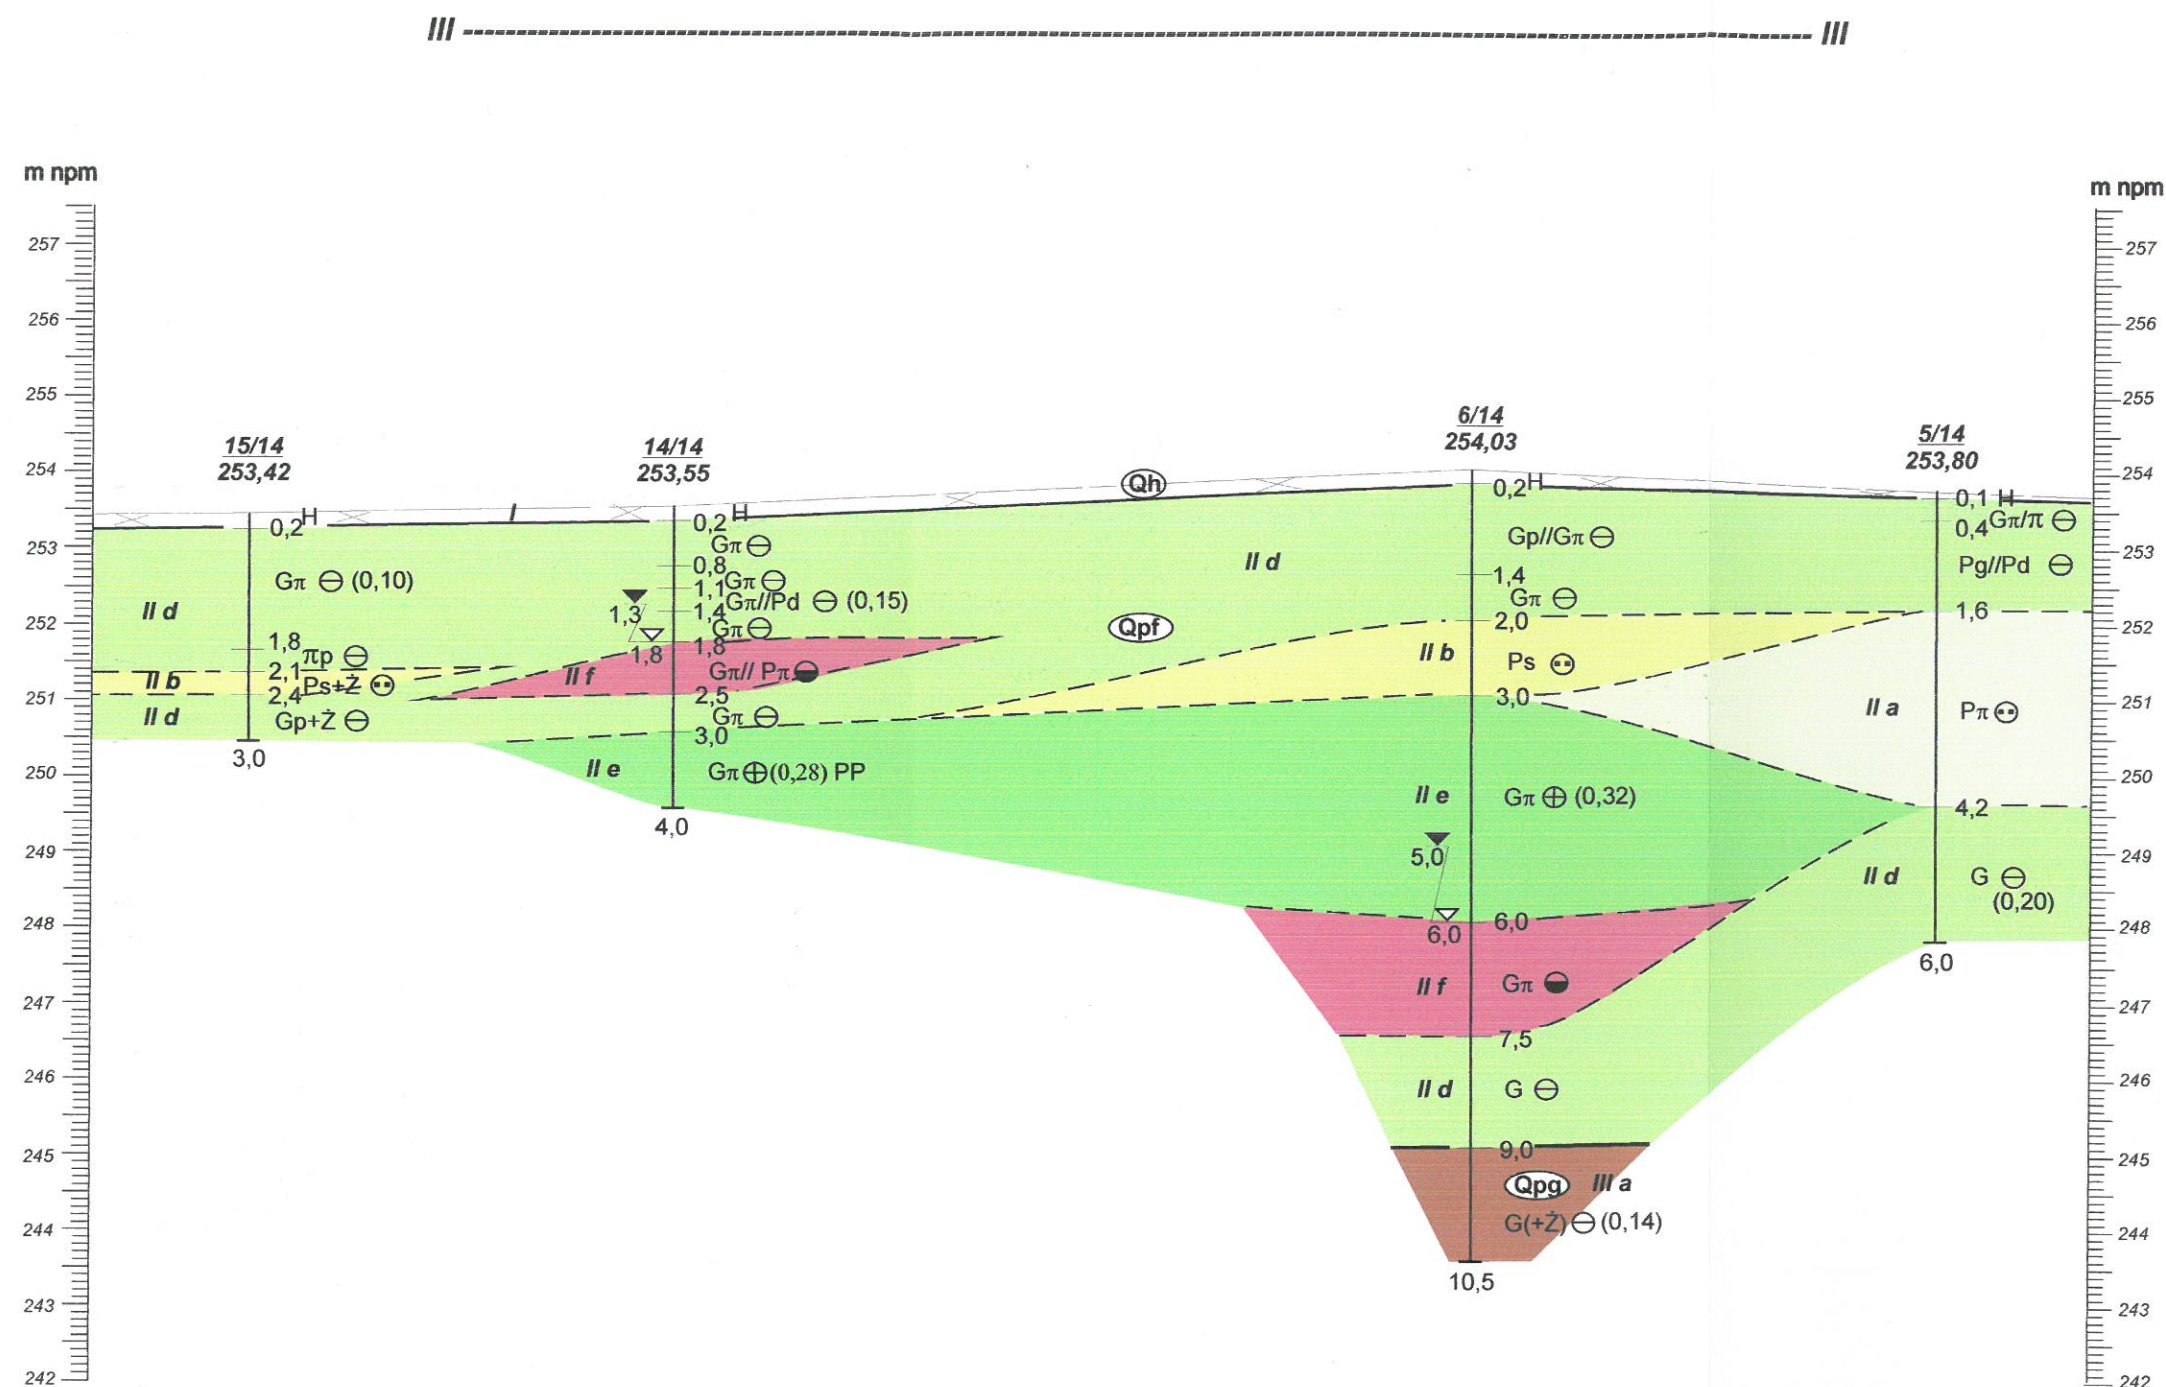 III III
m npm
m npm
257
256
255
254
253
252
251
250
249
248
247
246
245
244
243
242
257
256
255
254
253
252
251
250
249
248
247
246
245
244
243
242
15/14
253,42
0,2 H
Gπ (0,10)
II d
1,8
πp
2,1
II b
Ps+Ż
2,4
II d
Gp+Ż
3,0
I
14/14
253,55
0,2 H
Gπ
0,8
Gπ
1,1
Gπ//Pd (0,15)
1,3
1,4
Gπ
1,8
1,8
II f
Gπ// Pπ
2,5
Gπ
3,0
II e
Gπ (0,28) PP
4,0
Qh
II d
Qpf
6/14
254,03
0,2 H
Gp//Gπ
1,4
Gπ
2,0
II b
Ps
3,0
II e
Gπ (0,32)
5,0
6,0
6,0
II f
Gπ
7,5
II d
G
9,0
Qpg III a
G(+Ż) (0,14)
10,5
5/14
253,80
0,1 H
Gπ/π
0,4
Pg//Pd
1,6
II a
Pπ
4,2
II d
G
(0,20)
6,0